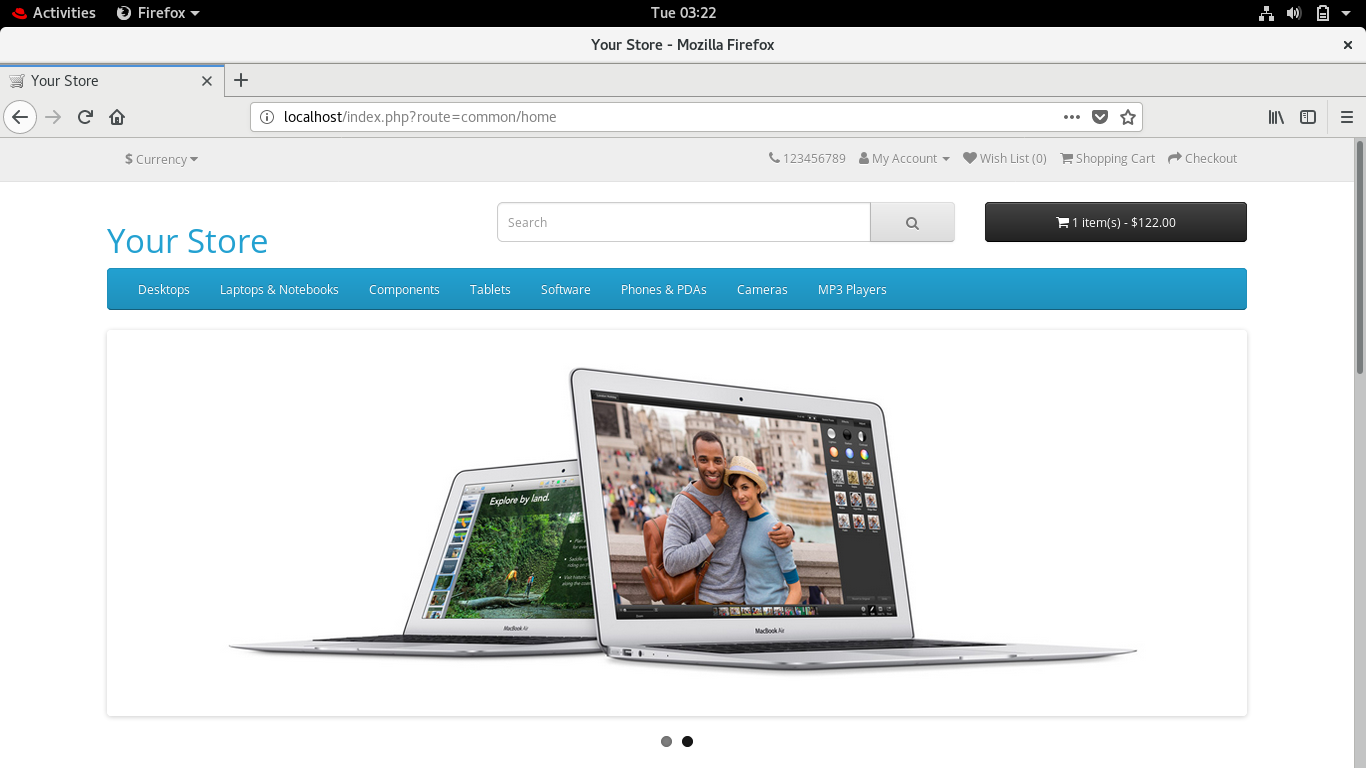 Activities Firefox Tue 03:22
Your Store - Mozilla Firefox
Your Store
localhost/index.php?route=common/home
$ Currency 123456789 My Account Wish List (0) Shopping Cart Checkout
Your Store Search 1 item(s) - $122.00
Desktops Laptops & Notebooks Components Tablets Software Phones & PDAs Cameras MP3 Players
Explore by land.
MacBook Air
MacBook Air